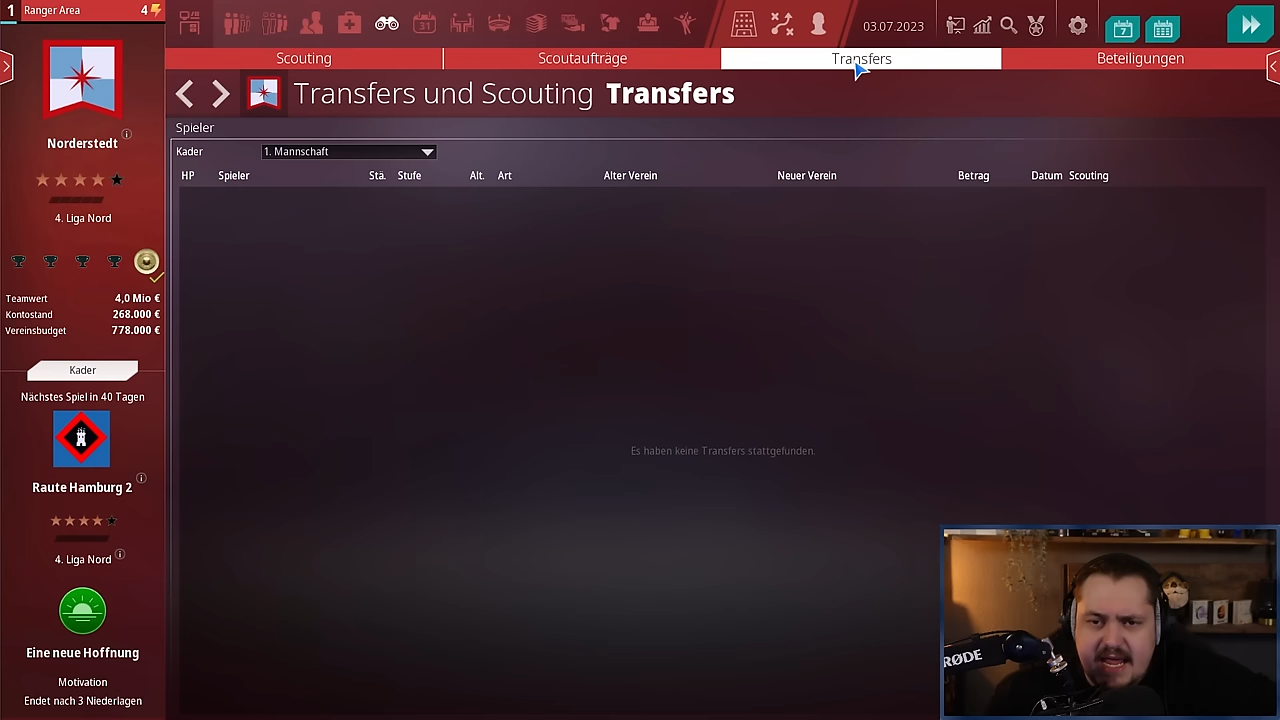 1 Ranger Area 4
31
03.07.2023
7
Scouting Scoutaufträge Transfers Beteiligungen
Transfers und Scouting Transfers
Norderstedt
4. Liga Nord
Teamwert 4,0 Mio €
Kontostand 268.000 €
Vereinsbudget 778.000 €
Kader
Nächstes Spiel in 40 Tagen
Raute Hamburg 2
4. Liga Nord
Eine neue Hoffnung
Motivation
Endet nach 3 Niederlagen
Spieler
Kader 1. Mannschaft
HP Spieler Stä. Stufe Alt. Art Alter Verein Neuer Verein Betrag Datum Scouting
Es haben keine Transfers stattgefunden.
RØDE